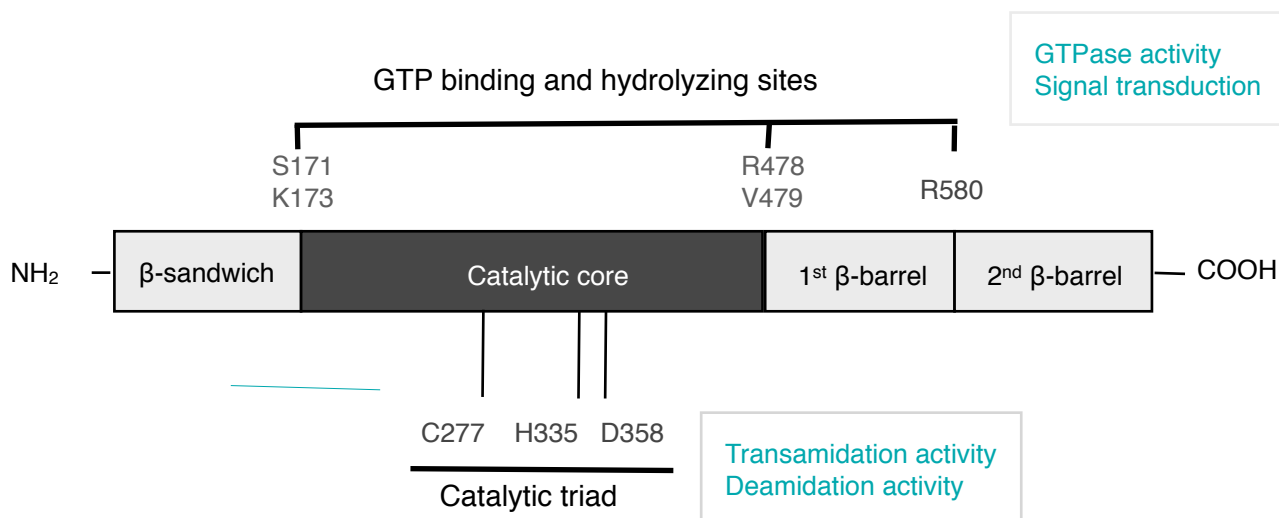 GTPase activity
Signal transduction
GTP binding and hydrolyzing sites
S171
K173
R478
V479
R580
NH₂
β-sandwich
Catalytic core
1st β-barrel
2nd β-barrel
COOH
C277 H335 D358
Catalytic triad
Transamidation activity
Deamidation activity